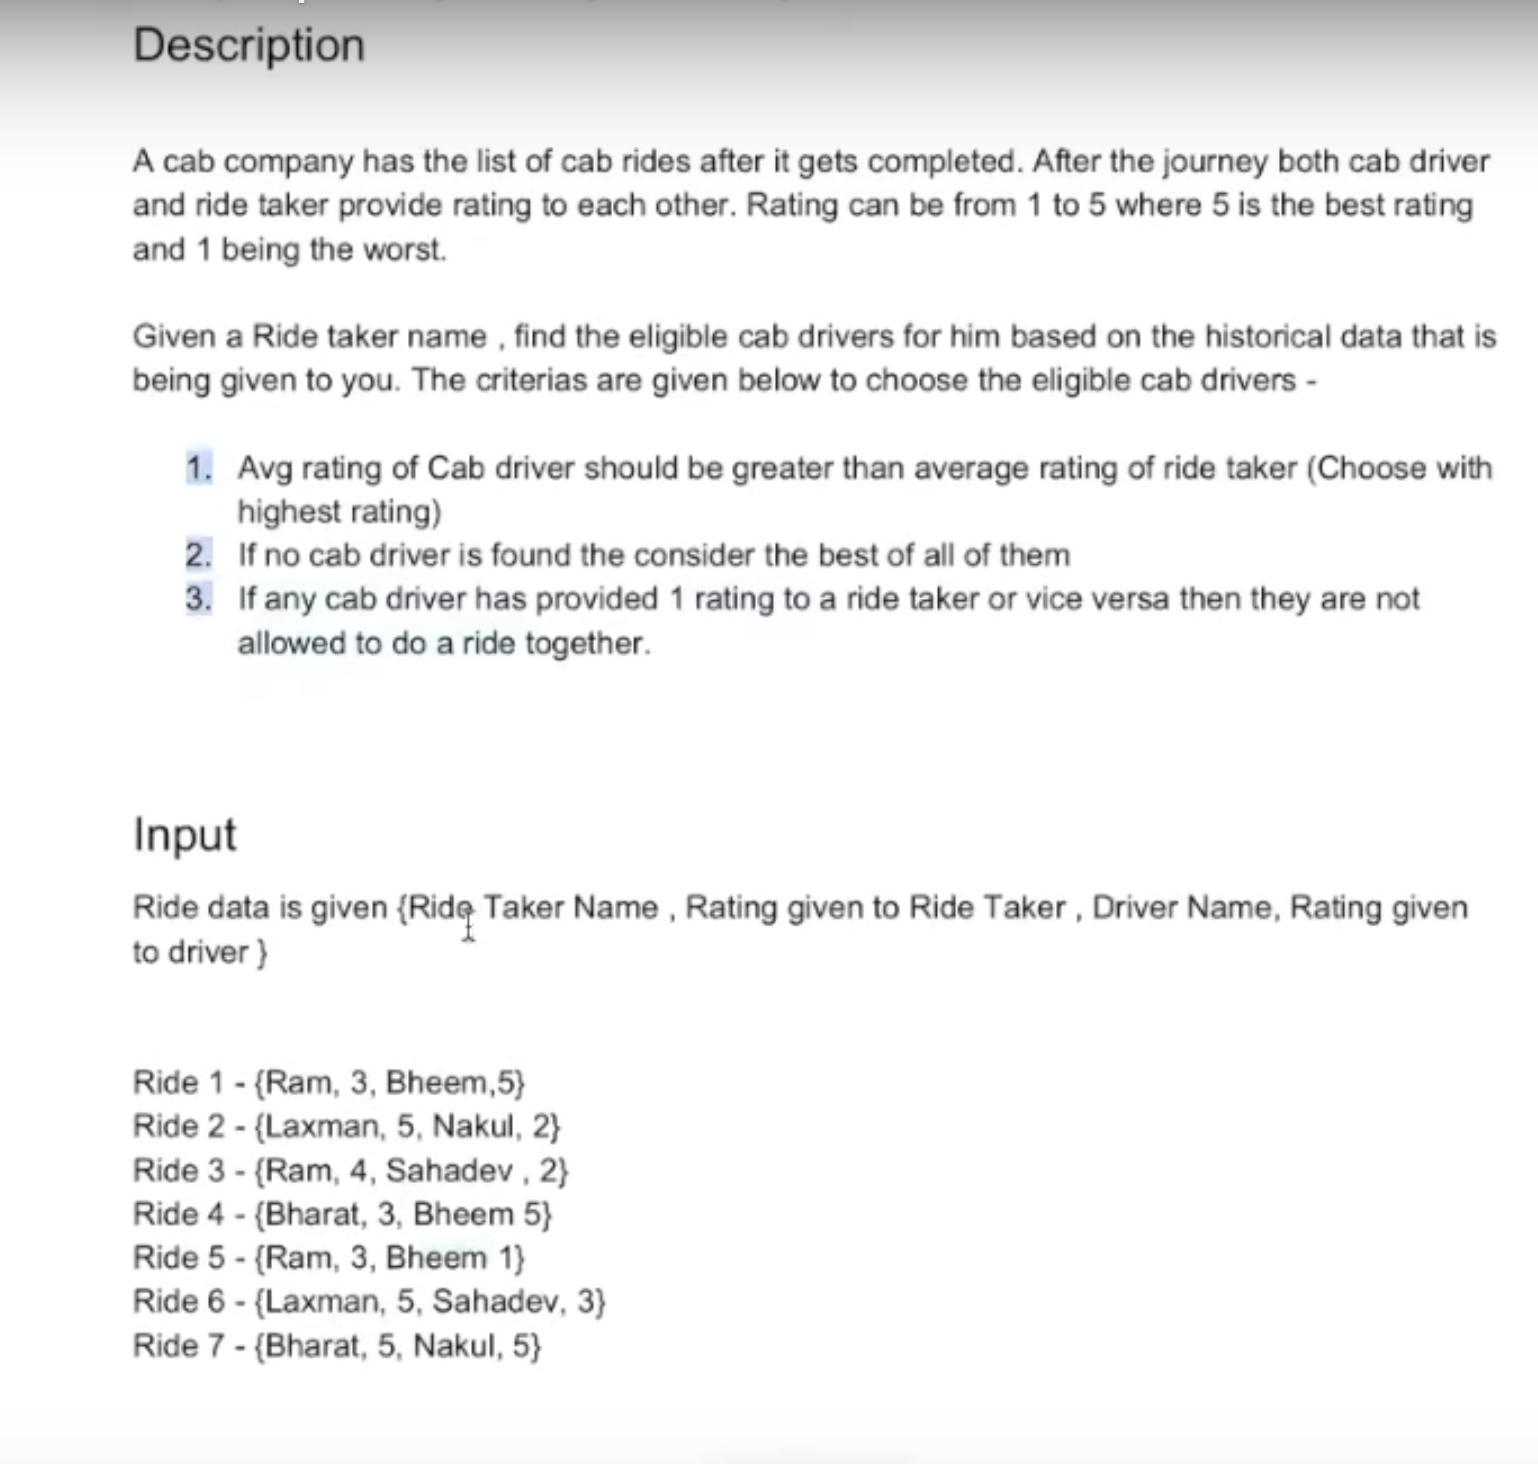 Description
A cab company has the list of cab rides after it gets completed. After the journey both cab driver
and ride taker provide rating to each other. Rating can be from 1 to 5 where 5 is the best rating
and 1 being the worst.
Given a Ride taker name , find the eligible cab drivers for him based on the historical data that is
being given to you. The criterias are given below to choose the eligible cab drivers -
1. Avg rating of Cab driver should be greater than average rating of ride taker (Choose with
highest rating)
2. If no cab driver is found the consider the best of all of them
3. If any cab driver has provided 1 rating to a ride taker or vice versa then they are not
allowed to do a ride together.
Input
Ride data is given {Ride Taker Name , Rating given to Ride Taker , Driver Name, Rating given
to driver }
Ride 1 - {Ram, 3, Bheem,5}
Ride 2 - {Laxman, 5, Nakul, 2}
Ride 3 - {Ram, 4, Sahadev , 2}
Ride 4 - {Bharat, 3, Bheem 5}
Ride 5 - {Ram, 3, Bheem 1}
Ride 6 - {Laxman, 5, Sahadev, 3}
Ride 7 - {Bharat, 5, Nakul, 5}